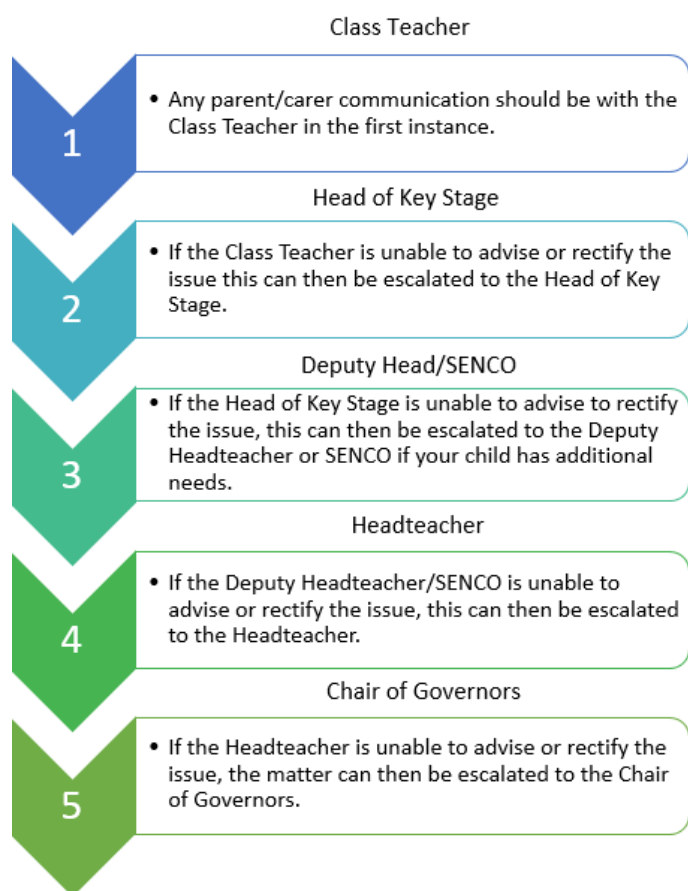 Class Teacher
1
• Any parent/carer communication should be with the
Class Teacher in the first instance.
Head of Key Stage
2
• If the Class Teacher is unable to advise or rectify the
issue this can then be escalated to the Head of Key
Stage.
Deputy Head/SENCO
3
• If the Head of Key Stage is unable to advise to rectify
the issue, this can then be escalated to the Deputy
Headteacher or SENCO if your child has additional
needs.
Headteacher
4
• If the Deputy Headteacher/SENCO is unable to
advise or rectify the issue, this can then be escalated
to the Headteacher.
Chair of Governors
5
• If the Headteacher is unable to advise or rectify the
issue, the matter can then be escalated to the Chair
of Governors.